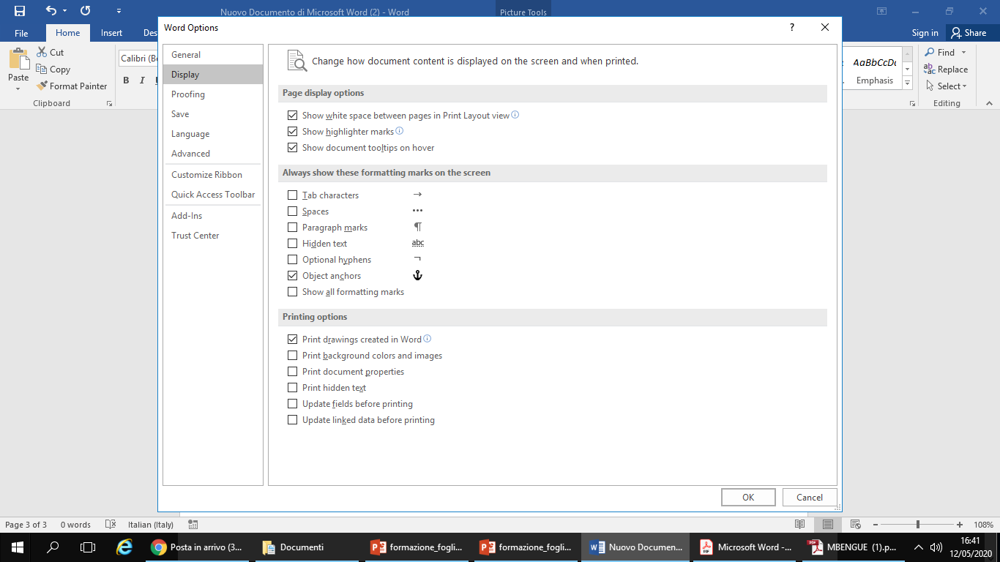 Nuovo Documento di Microsoft Word (2) - Word
Picture Tools
File
Home
Insert
Des
Sign in
Share
Paste
Cut
Copy
Format Painter
Clipboard
Calibri (Bo
B I
AaBbCcDc
Emphasis
Find
Replace
Select
Editing
Word Options
?
General
Display
Proofing
Save
Language
Advanced
Customize Ribbon
Quick Access Toolbar
Add-Ins
Trust Center
Change how document content is displayed on the screen and when printed.
Page display options
Show white space between pages in Print Layout view
Show highlighter marks
Show document tooltips on hover
Always show these formatting marks on the screen
Tab characters →
Spaces •••
Paragraph marks ¶
Hidden text abc
Optional hyphens ¬
Object anchors
Show all formatting marks
Printing options
Print drawings created in Word
Print background colors and images
Print document properties
Print hidden text
Update fields before printing
Update linked data before printing
OK
Cancel
Page 3 of 3
0 words
Italian (Italy)
108%
Posta in arrivo (3...
Documenti
formazione_fogli...
formazione_fogli...
Nuovo Documen...
Microsoft Word -...
MBENGUE (1).p...
16:41
12/05/2020